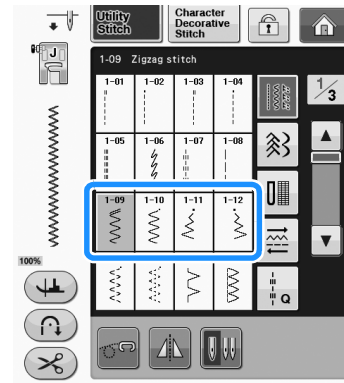 Utility
Stitch
Character
Decorative
Stitch
J
1-09 Zigzag stitch
1/3
1-01 1-02 1-03 1-04
1-05 1-06 1-07 1-08
1-09 1-10 1-11 1-12
100%
Q